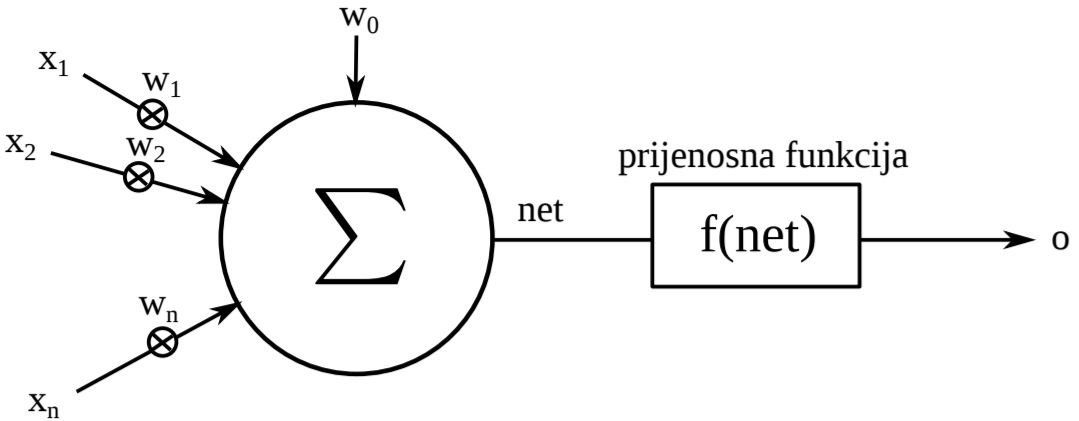 w₀
x₁
w₁
x₂
w₂
prijenosna funkcija
net
Σ
f(net)
o
wₙ
xₙ